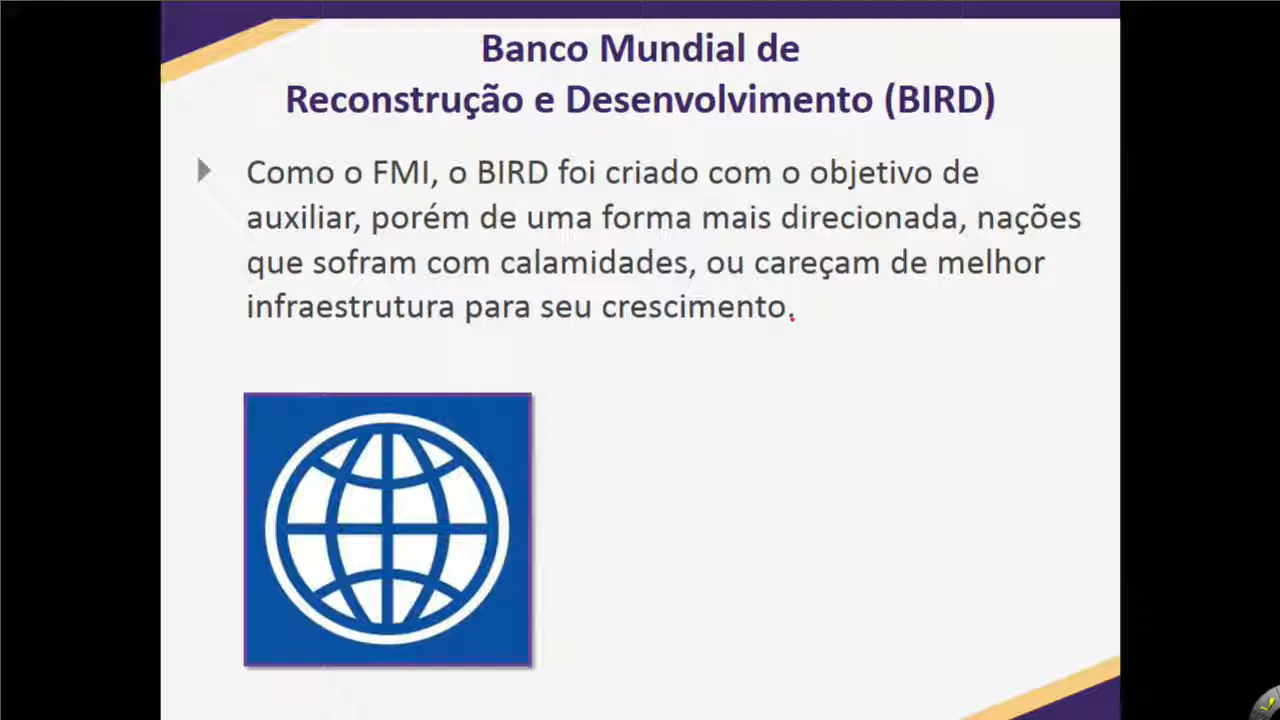 Banco Mundial de
Reconstrução e Desenvolvimento (BIRD)
Como o FMI, o BIRD foi criado com o objetivo de
auxiliar, porém de uma forma mais direcionada, nações
que sofram com calamidades, ou careçam de melhor
infraestrutura para seu crescimento.